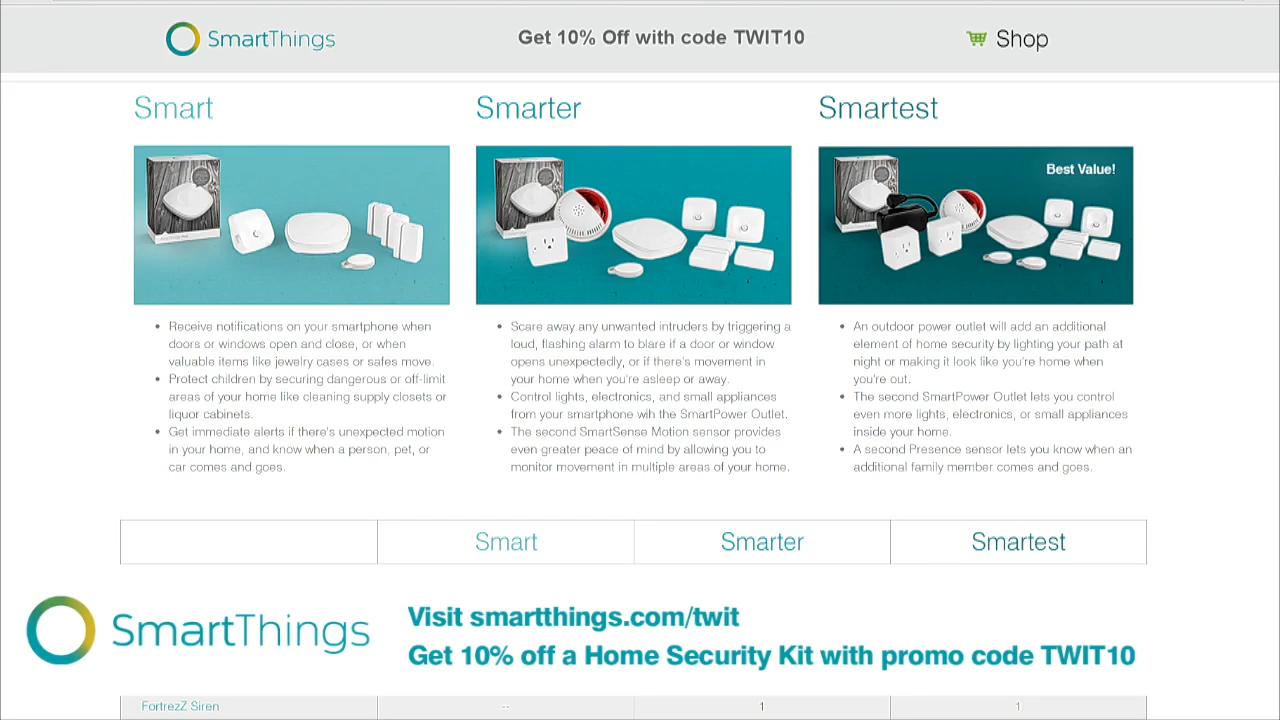 SmartThings
Get 10% Off with code TWIT10
Shop
Smart
Smarter
Smartest
Best Value!
• Receive notifications on your smartphone when
doors or windows open and close, or when
valuable items like jewelry cases or safes move.
• Protect children by securing dangerous or off-limit
areas of your home like cleaning supply closets or
liquor cabinets.
• Get immediate alerts if there's unexpected motion
in your home, and know when a person, pet, or
car comes and goes.
• Scare away any unwanted intruders by triggering a
loud, flashing alarm to blare if a door or window
opens unexpectedly, or if there's movement in
your home when you're asleep or away.
• Control lights, electronics, and small appliances
from your smartphone wih the SmartPower Outlet.
• The second SmartSense Motion sensor provides
even greater peace of mind by allowing you to
monitor movement in multiple areas of your home.
• An outdoor power outlet will add an additional
element of home security by lighting your path at
night or making it look like you're home when
you're out.
• The second SmartPower Outlet lets you control
even more lights, electronics, or small appliances
inside your home.
• A second Presence sensor lets you know when an
additional family member comes and goes.
Smart
Smarter
Smartest
SmartThings
Visit smartthings.com/twit
Get 10% off a Home Security Kit with promo code TWIT10
FortrezZ Siren
--
1
1